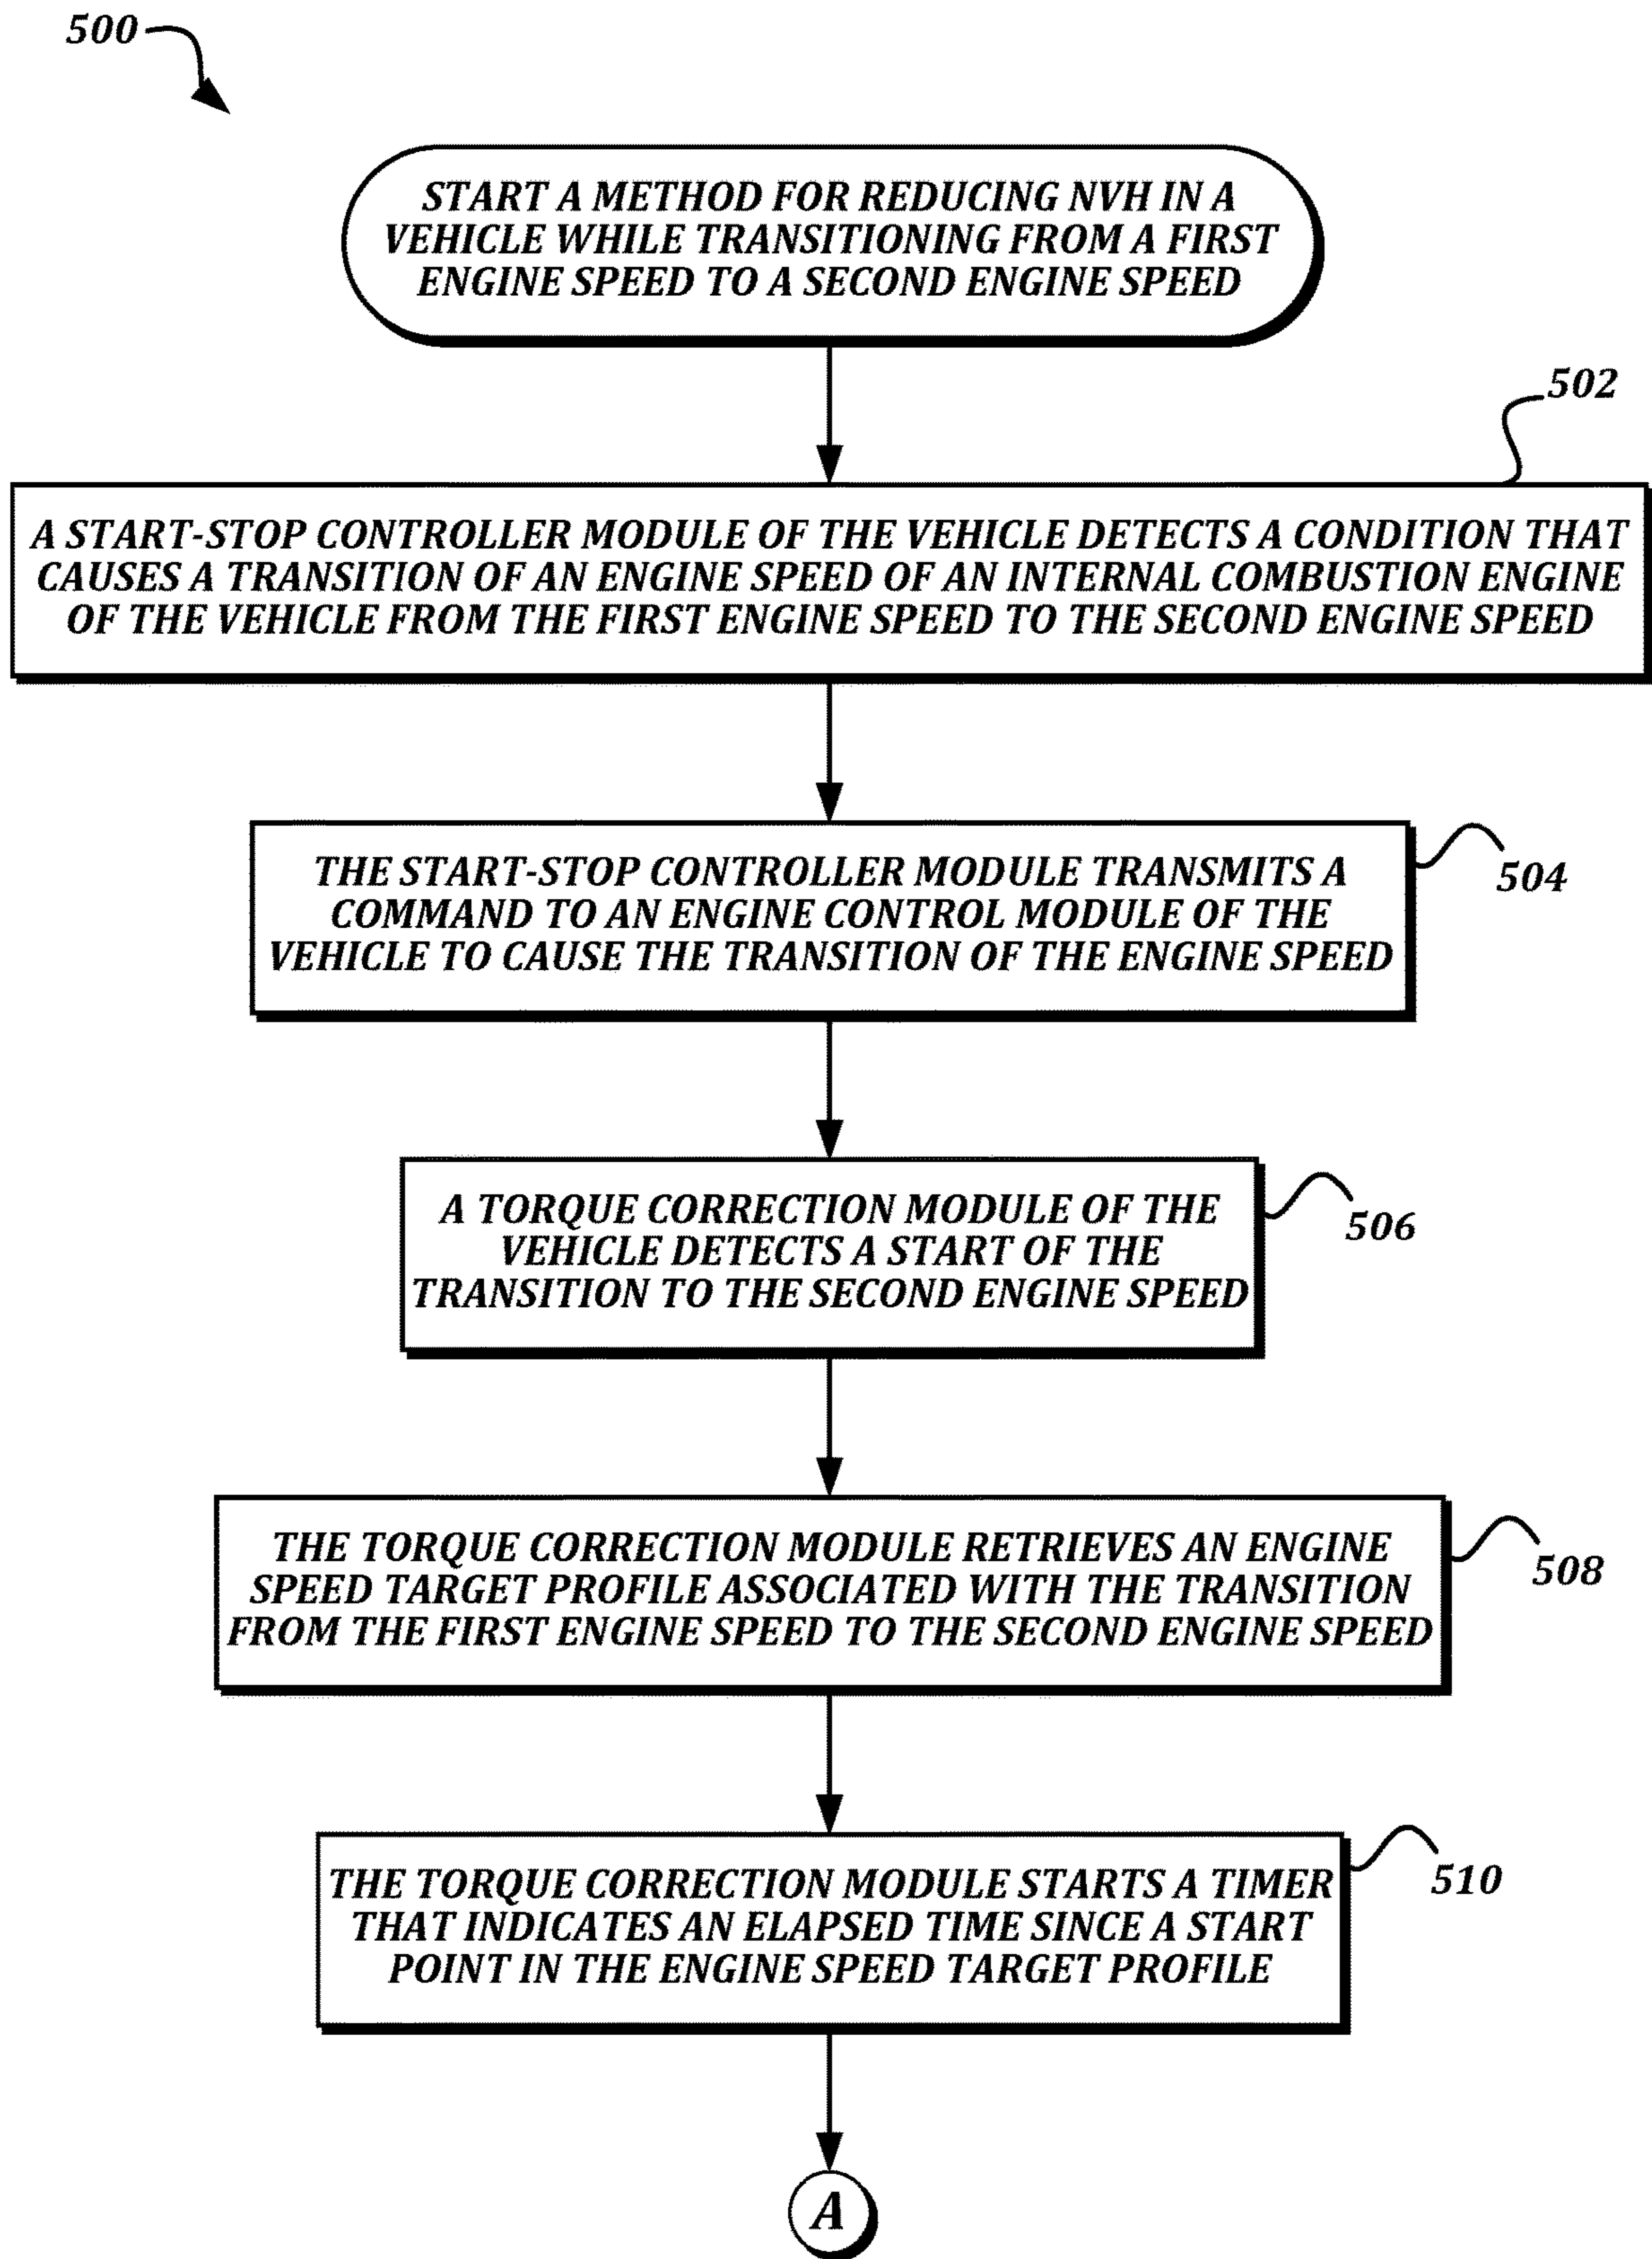 500
START A METHOD FOR REDUCING NVH IN A
VEHICLE WHILE TRANSITIONING FROM A FIRST
ENGINE SPEED TO A SECOND ENGINE SPEED
502
A START-STOP CONTROLLER MODULE OF THE VEHICLE DETECTS A CONDITION THAT
CAUSES A TRANSITION OF AN ENGINE SPEED OF AN INTERNAL COMBUSTION ENGINE
OF THE VEHICLE FROM THE FIRST ENGINE SPEED TO THE SECOND ENGINE SPEED
THE START-STOP CONTROLLER MODULE TRANSMITS A
COMMAND TO AN ENGINE CONTROL MODULE OF THE
VEHICLE TO CAUSE THE TRANSITION OF THE ENGINE SPEED
504
A TORQUE CORRECTION MODULE OF THE
VEHICLE DETECTS A START OF THE
TRANSITION TO THE SECOND ENGINE SPEED
506
THE TORQUE CORRECTION MODULE RETRIEVES AN ENGINE
SPEED TARGET PROFILE ASSOCIATED WITH THE TRANSITION
FROM THE FIRST ENGINE SPEED TO THE SECOND ENGINE SPEED
508
THE TORQUE CORRECTION MODULE STARTS A TIMER
THAT INDICATES AN ELAPSED TIME SINCE A START
POINT IN THE ENGINE SPEED TARGET PROFILE
510
A